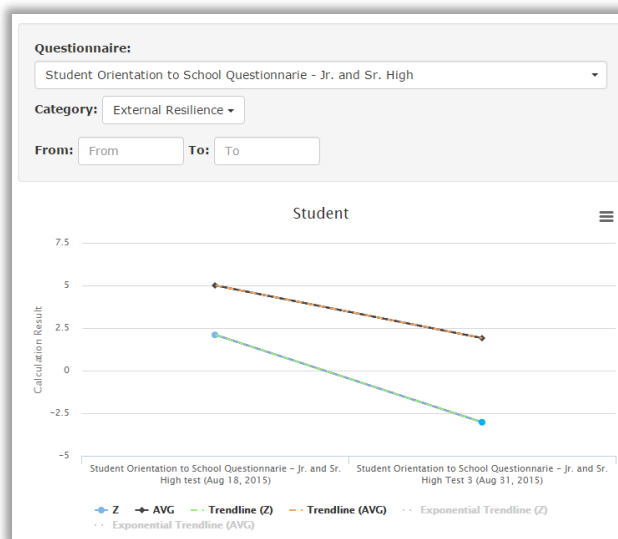 Questionnaire:
Student Orientation to School Questionnarie - Jr. and Sr. High
Category: External Resilience
From: From To: To
Student
7.5
5
2.5
0
−2.5
−5
Calculation Result
Student Orientation to School Questionnarie – Jr. and Sr.
High test (Aug 18, 2015)
Student Orientation to School Questionnarie – Jr. and Sr.
High Test 3 (Aug 31, 2015)
Z AVG Trendline (Z) Trendline (AVG) Exponential Trendline (Z)
Exponential Trendline (AVG)